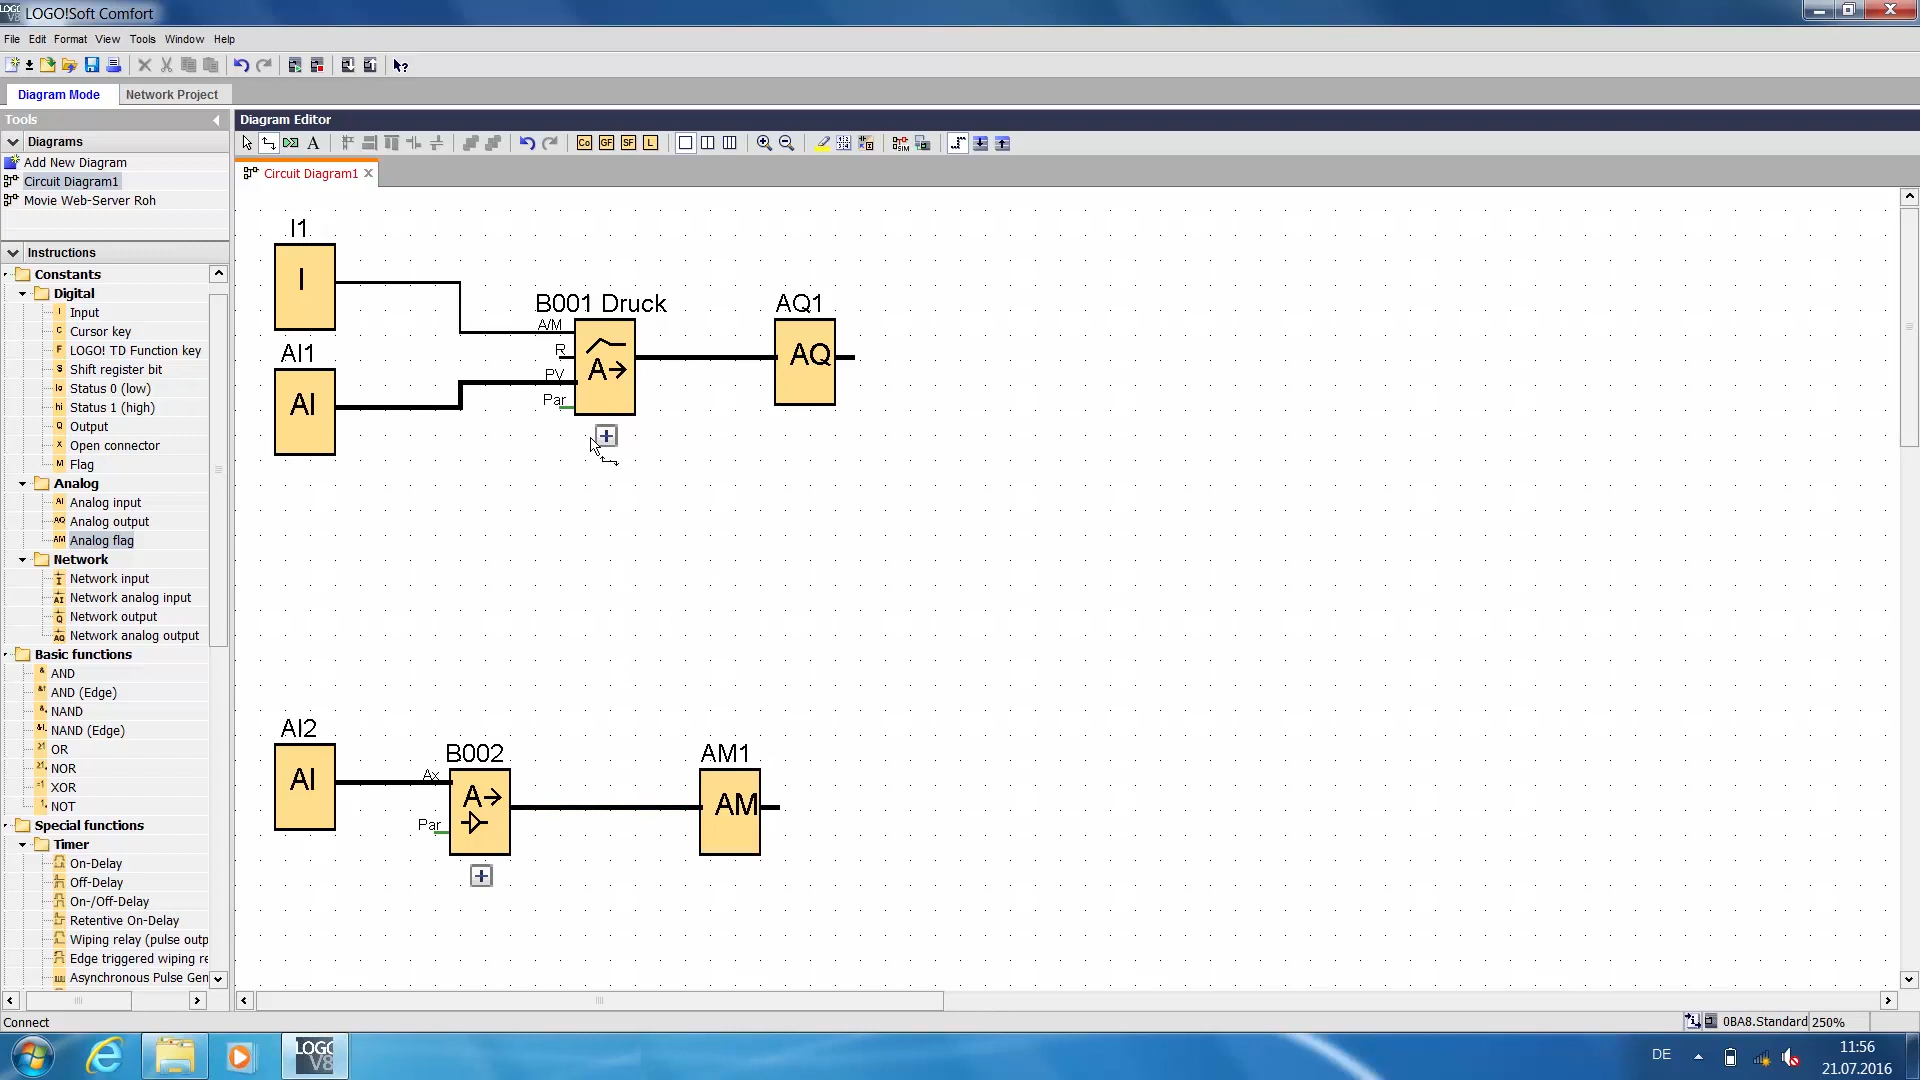 LOGO!Soft Comfort
File Edit Format View Tools Window Help
Diagram Mode Network Project
Tools
Diagrams
Add New Diagram
Circuit Diagram1
Movie Web-Server Roh
Instructions
Constants
Digital
Input
Cursor key
LOGO! TD Function key
Shift register bit
Status 0 (low)
Status 1 (high)
Output
Open connector
Flag
Analog
Analog input
Analog output
Analog flag
Network
Network input
Network analog input
Network output
Network analog output
Basic functions
AND
AND (Edge)
NAND
NAND (Edge)
OR
NOR
XOR
NOT
Special functions
Timer
On-Delay
Off-Delay
On-/Off-Delay
Retentive On-Delay
Wiping relay (pulse outp
Edge triggered wiping re
Asynchronous Pulse Gen
Diagram Editor
A Co GF SF L SIM
Circuit Diagram1
I1
I
B001 Druck
A/M
R
PV
Par
A
AQ1
AQ
AI1
AI
AI2
AI
B002
Ax
Par
A
AM1
AM
Connect
0BA8.Standard 250%
LOGO V8
DE
11:56
21.07.2016